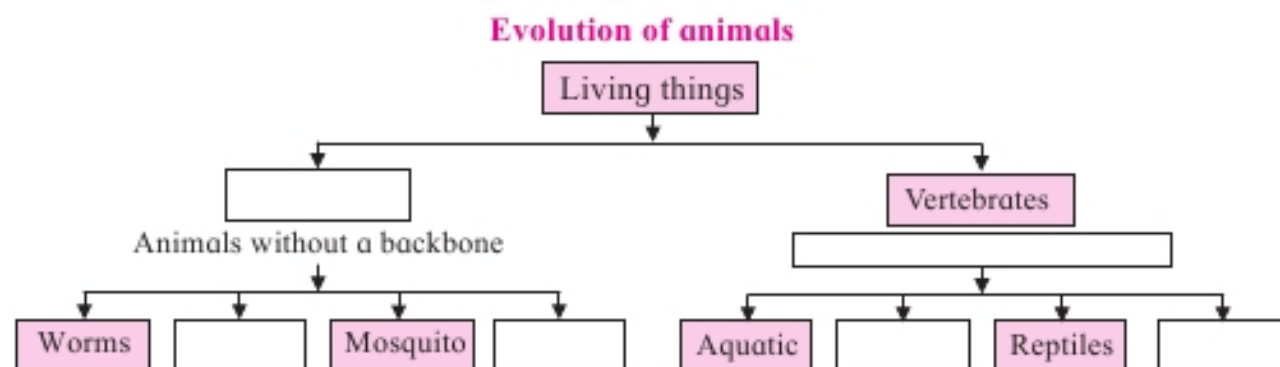 Evolution of animals
Living things
Vertebrates
Animals without a backbone
Worms
Mosquito
Aquatic
Reptiles